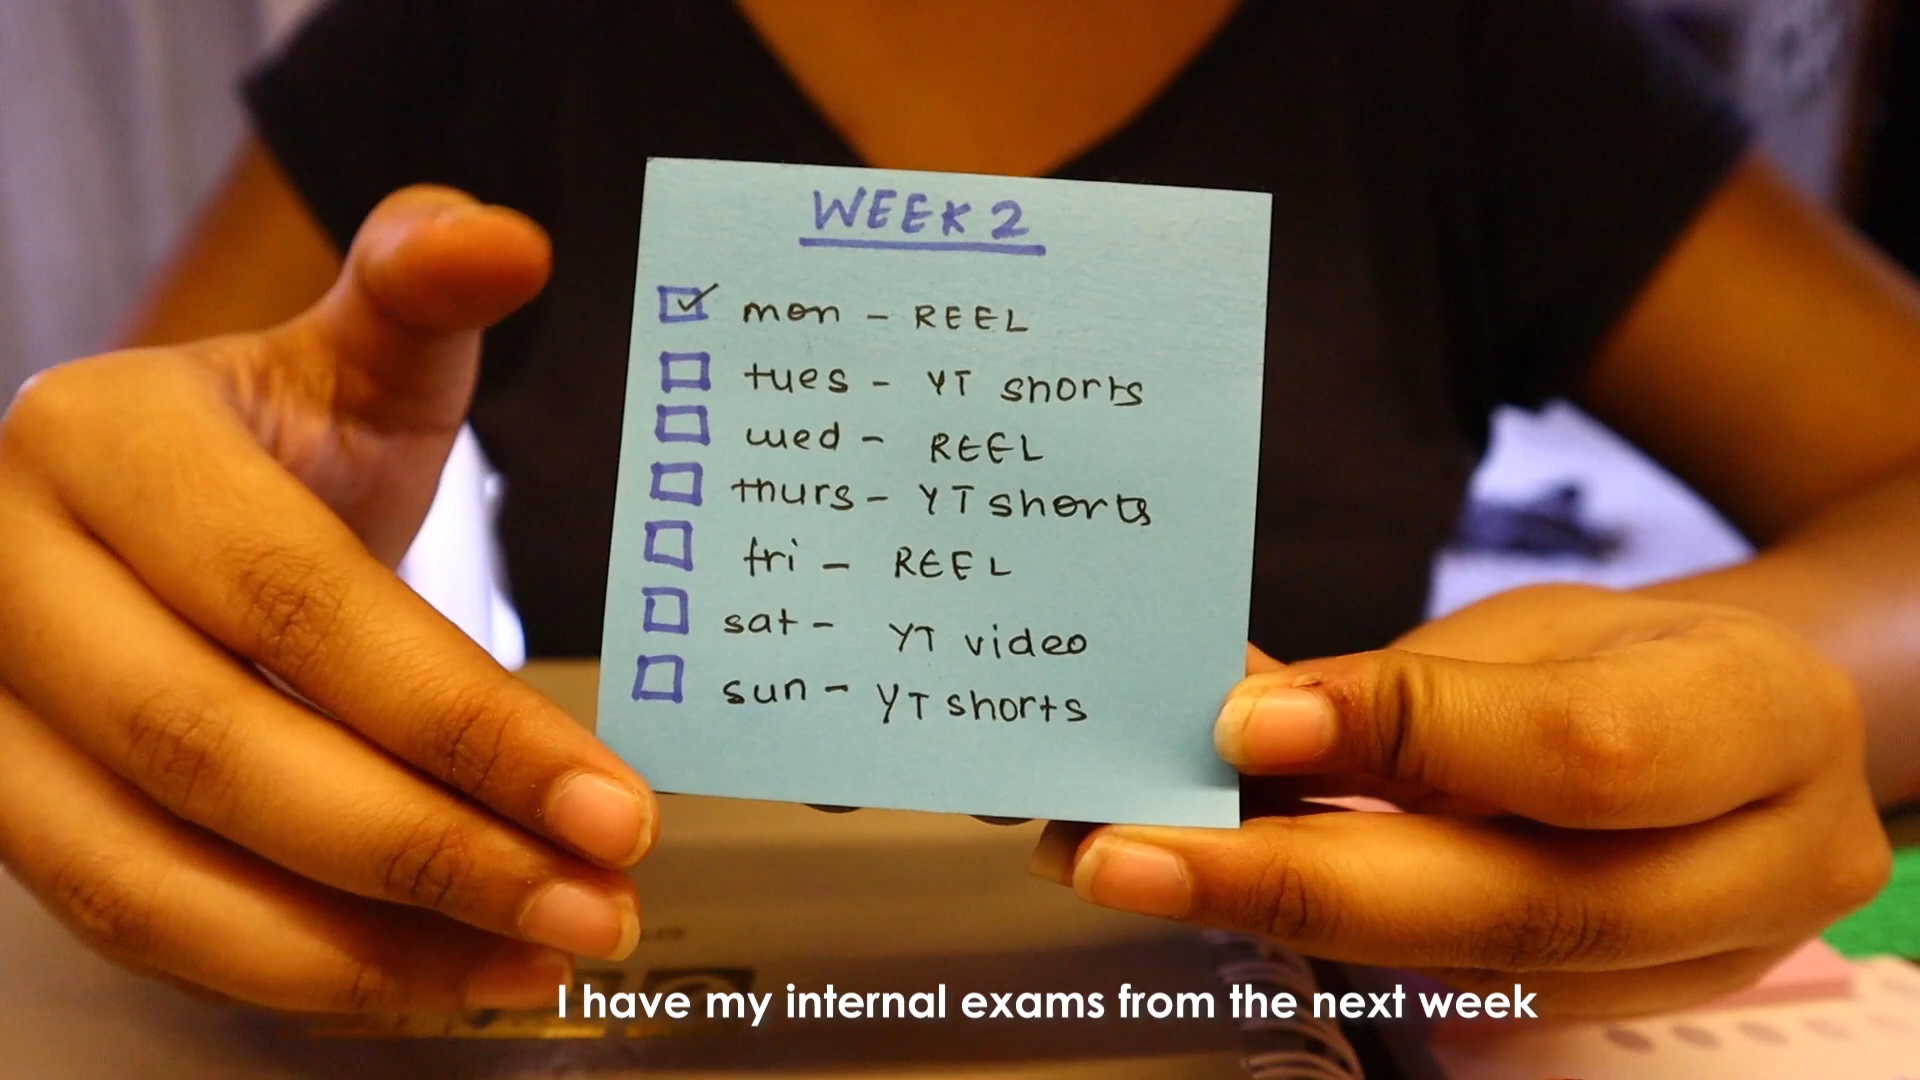 WEEK 2
mon - REEL
tues - YT shorts
wed - REEL
thurs - YT shorts
fri - REEL
sat - YT video
sun - YT shorts
I have my internal exams from the next week